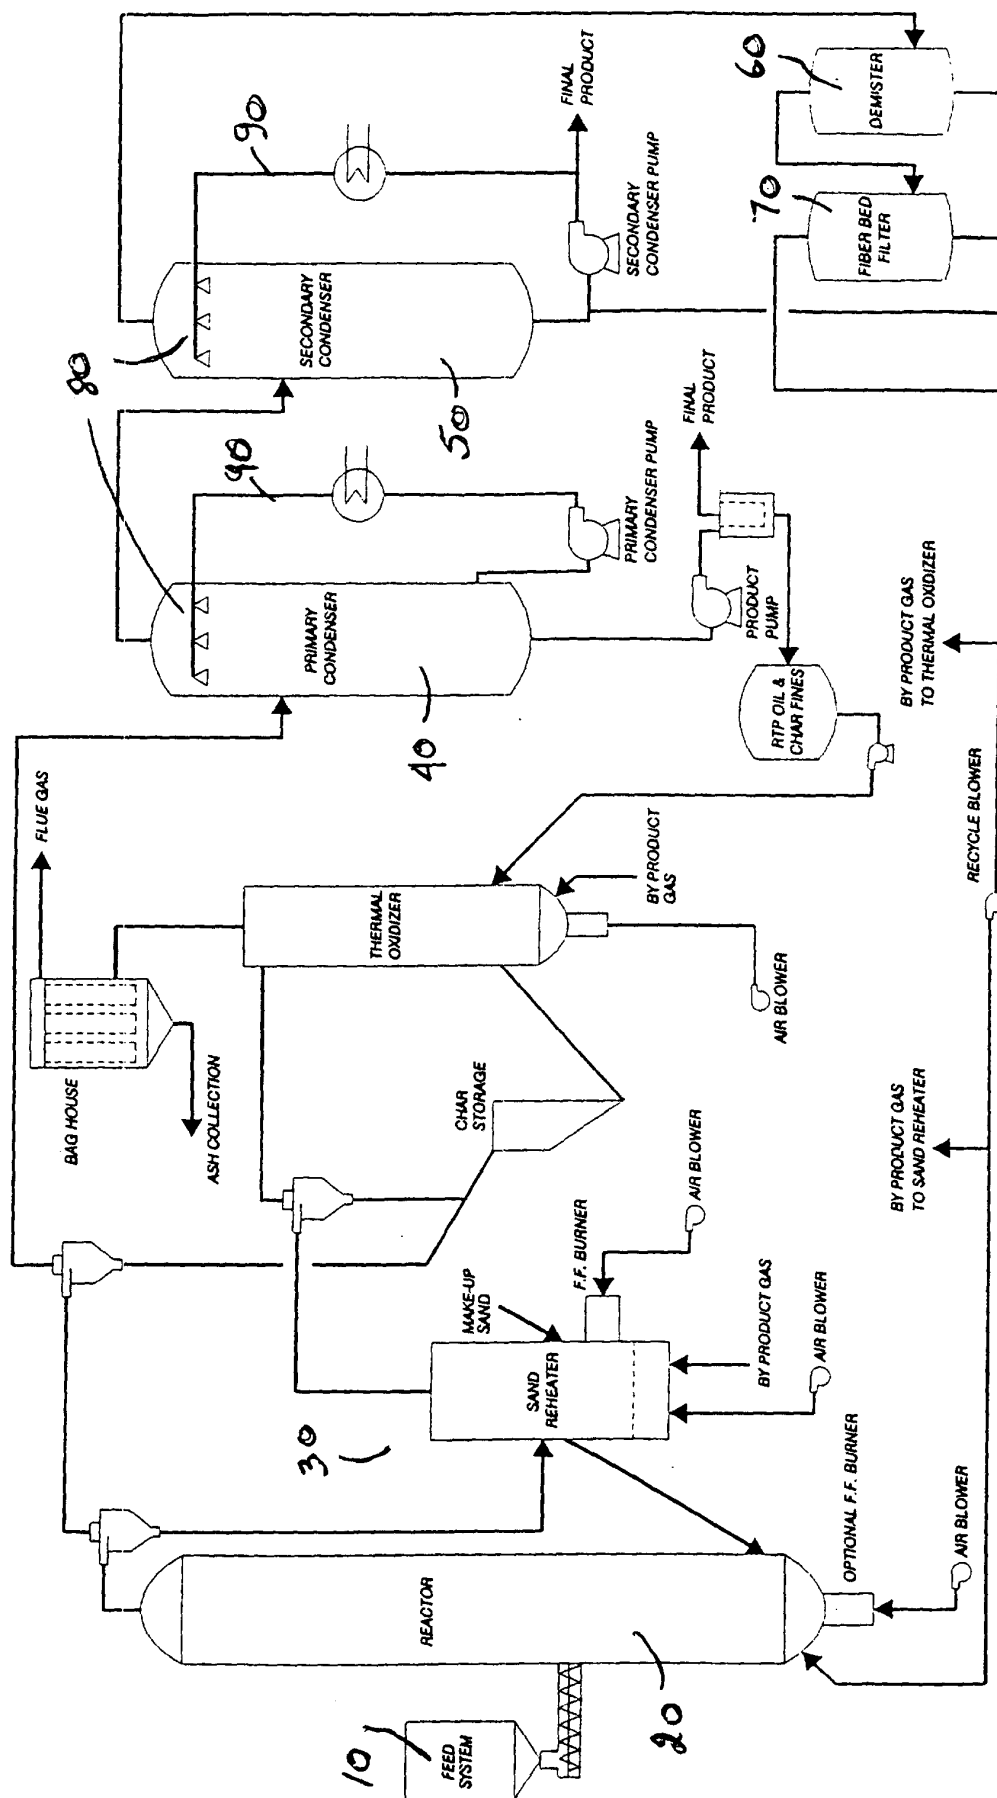 10
FEED
SYSTEM
20
REACTOR
OPTIONAL F.F. BURNER
AIR BLOWER
30
SAND
REHEATER
MAKE-UP
SAND
F.F. BURNER
AIR BLOWER
BY PRODUCT GAS
AIR BLOWER
BY PRODUCT GAS
TO SAND REHEATER
BAG HOUSE
ASH COLLECTION
FLUE GAS
CHAR
STORAGE
THERMAL
OXIDIZER
BY PRODUCT
GAS
AIR BLOWER
RECYCLE BLOWER
40
PRIMARY
CONDENSER
80
90
PRIMARY
CONDENSER PUMP
PRODUCT
PUMP
FINAL
PRODUCT
RTP OIL &
CHAR FINES
BY PRODUCT GAS
TO THERMAL OXIDIZER
50
SECONDARY
CONDENSER
90
SECONDARY
CONDENSER PUMP
FINAL
PRODUCT
70
FIBER BED
FILTER
60
DEMISTER